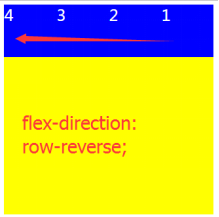 4 3 2 1
flex-direction:
row-reverse;